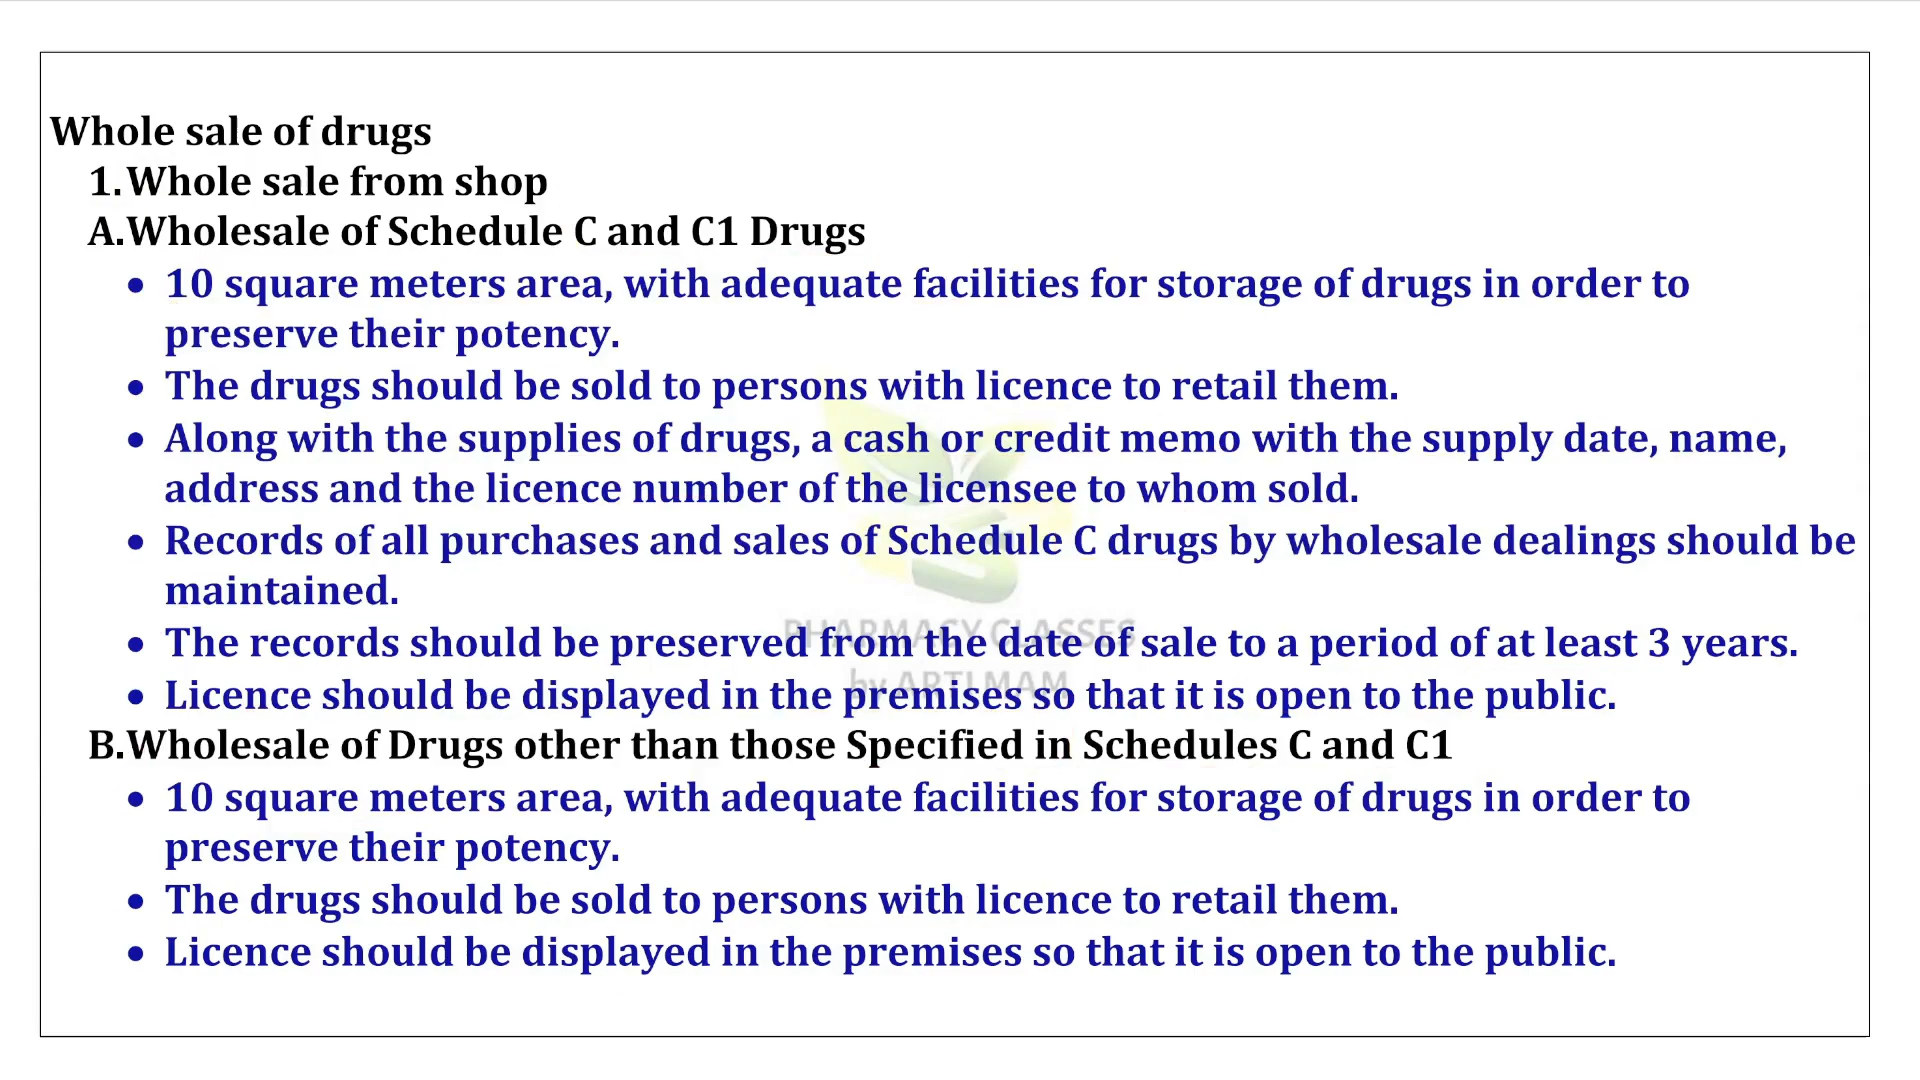 Whole sale of drugs
1.Whole sale from shop
A.Wholesale of Schedule C and C1 Drugs
• 10 square meters area, with adequate facilities for storage of drugs in order to
preserve their potency.
• The drugs should be sold to persons with licence to retail them.
• Along with the supplies of drugs, a cash or credit memo with the supply date, name,
address and the licence number of the licensee to whom sold.
• Records of all purchases and sales of Schedule C drugs by wholesale dealings should be
maintained.
PHARMACY CLASSES
• The records should be preserved from the date of sale to a period of at least 3 years.
by ARTI MAM
• Licence should be displayed in the premises so that it is open to the public.
B.Wholesale of Drugs other than those Specified in Schedules C and C1
• 10 square meters area, with adequate facilities for storage of drugs in order to
preserve their potency.
• The drugs should be sold to persons with licence to retail them.
• Licence should be displayed in the premises so that it is open to the public.